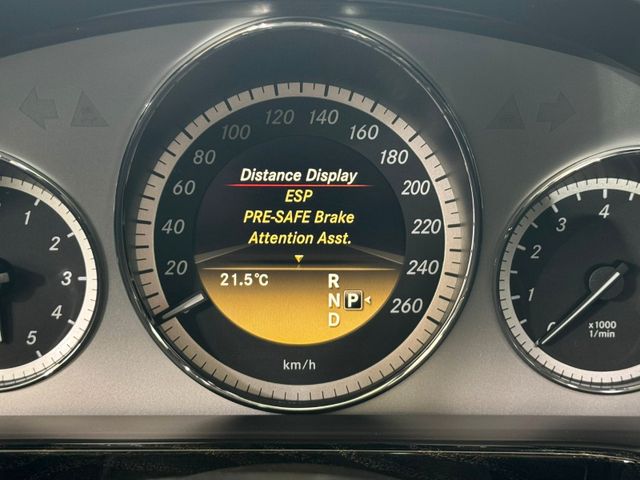 Distance Display
ESP
PRE-SAFE Brake
Attention Asst.
21.5°C
R
N P
D
20
40
60
80
100
120
140
160
180
200
220
240
260
km/h
1
2
3
4
5
0
1
2
3
4
x1000
1/min